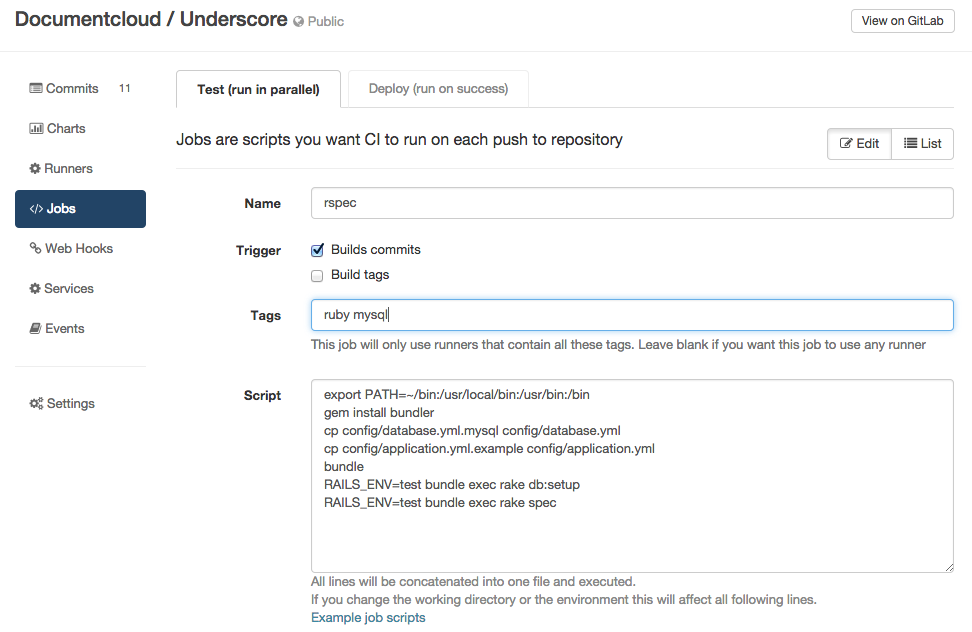 Documentcloud / Underscore Public
View on GitLab
Commits 11
Charts
Runners
</> Jobs
Web Hooks
Services
Events
Settings
Test (run in parallel)
Deploy (run on success)
Jobs are scripts you want CI to run on each push to repository
Edit
List
Name
rspec
Trigger
Builds commits
Build tags
Tags
ruby mysql
This job will only use runners that contain all these tags. Leave blank if you want this job to use any runner
Script
export PATH=~/bin:/usr/local/bin:/usr/bin:/bin
gem install bundler
cp config/database.yml.mysql config/database.yml
cp config/application.yml.example config/application.yml
bundle
RAILS_ENV=test bundle exec rake db:setup
RAILS_ENV=test bundle exec rake spec
All lines will be concatenated into one file and executed.
If you change the working directory or the environment this will affect all following lines.
Example job scripts